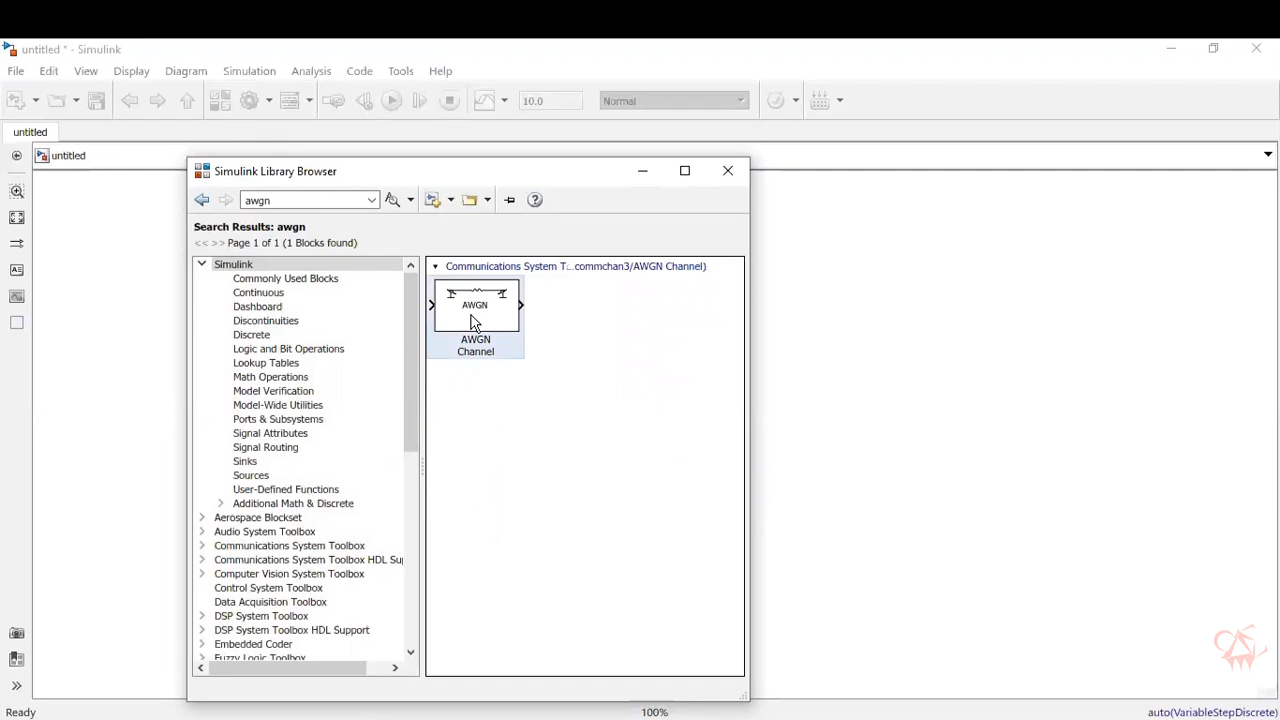 untitled * - Simulink
File Edit View Display Diagram Simulation Analysis Code Tools Help
10.0 Normal
untitled
untitled
Simulink Library Browser
awgn
Search Results: awgn
<< >> Page 1 of 1 (1 Blocks found)
Simulink
Commonly Used Blocks
Continuous
Dashboard
Discontinuities
Discrete
Logic and Bit Operations
Lookup Tables
Math Operations
Model Verification
Model-Wide Utilities
Ports & Subsystems
Signal Attributes
Signal Routing
Sinks
Sources
User-Defined Functions
Additional Math & Discrete
Aerospace Blockset
Audio System Toolbox
Communications System Toolbox
Communications System Toolbox HDL Su
Computer Vision System Toolbox
Control System Toolbox
Data Acquisition Toolbox
DSP System Toolbox
DSP System Toolbox HDL Support
Embedded Coder
Fuzzy Logic Toolbox
Communications System T...commchan3/AWGN Channel)
AWGN
AWGN
Channel
Ready 100% auto(VariableStepDiscrete)